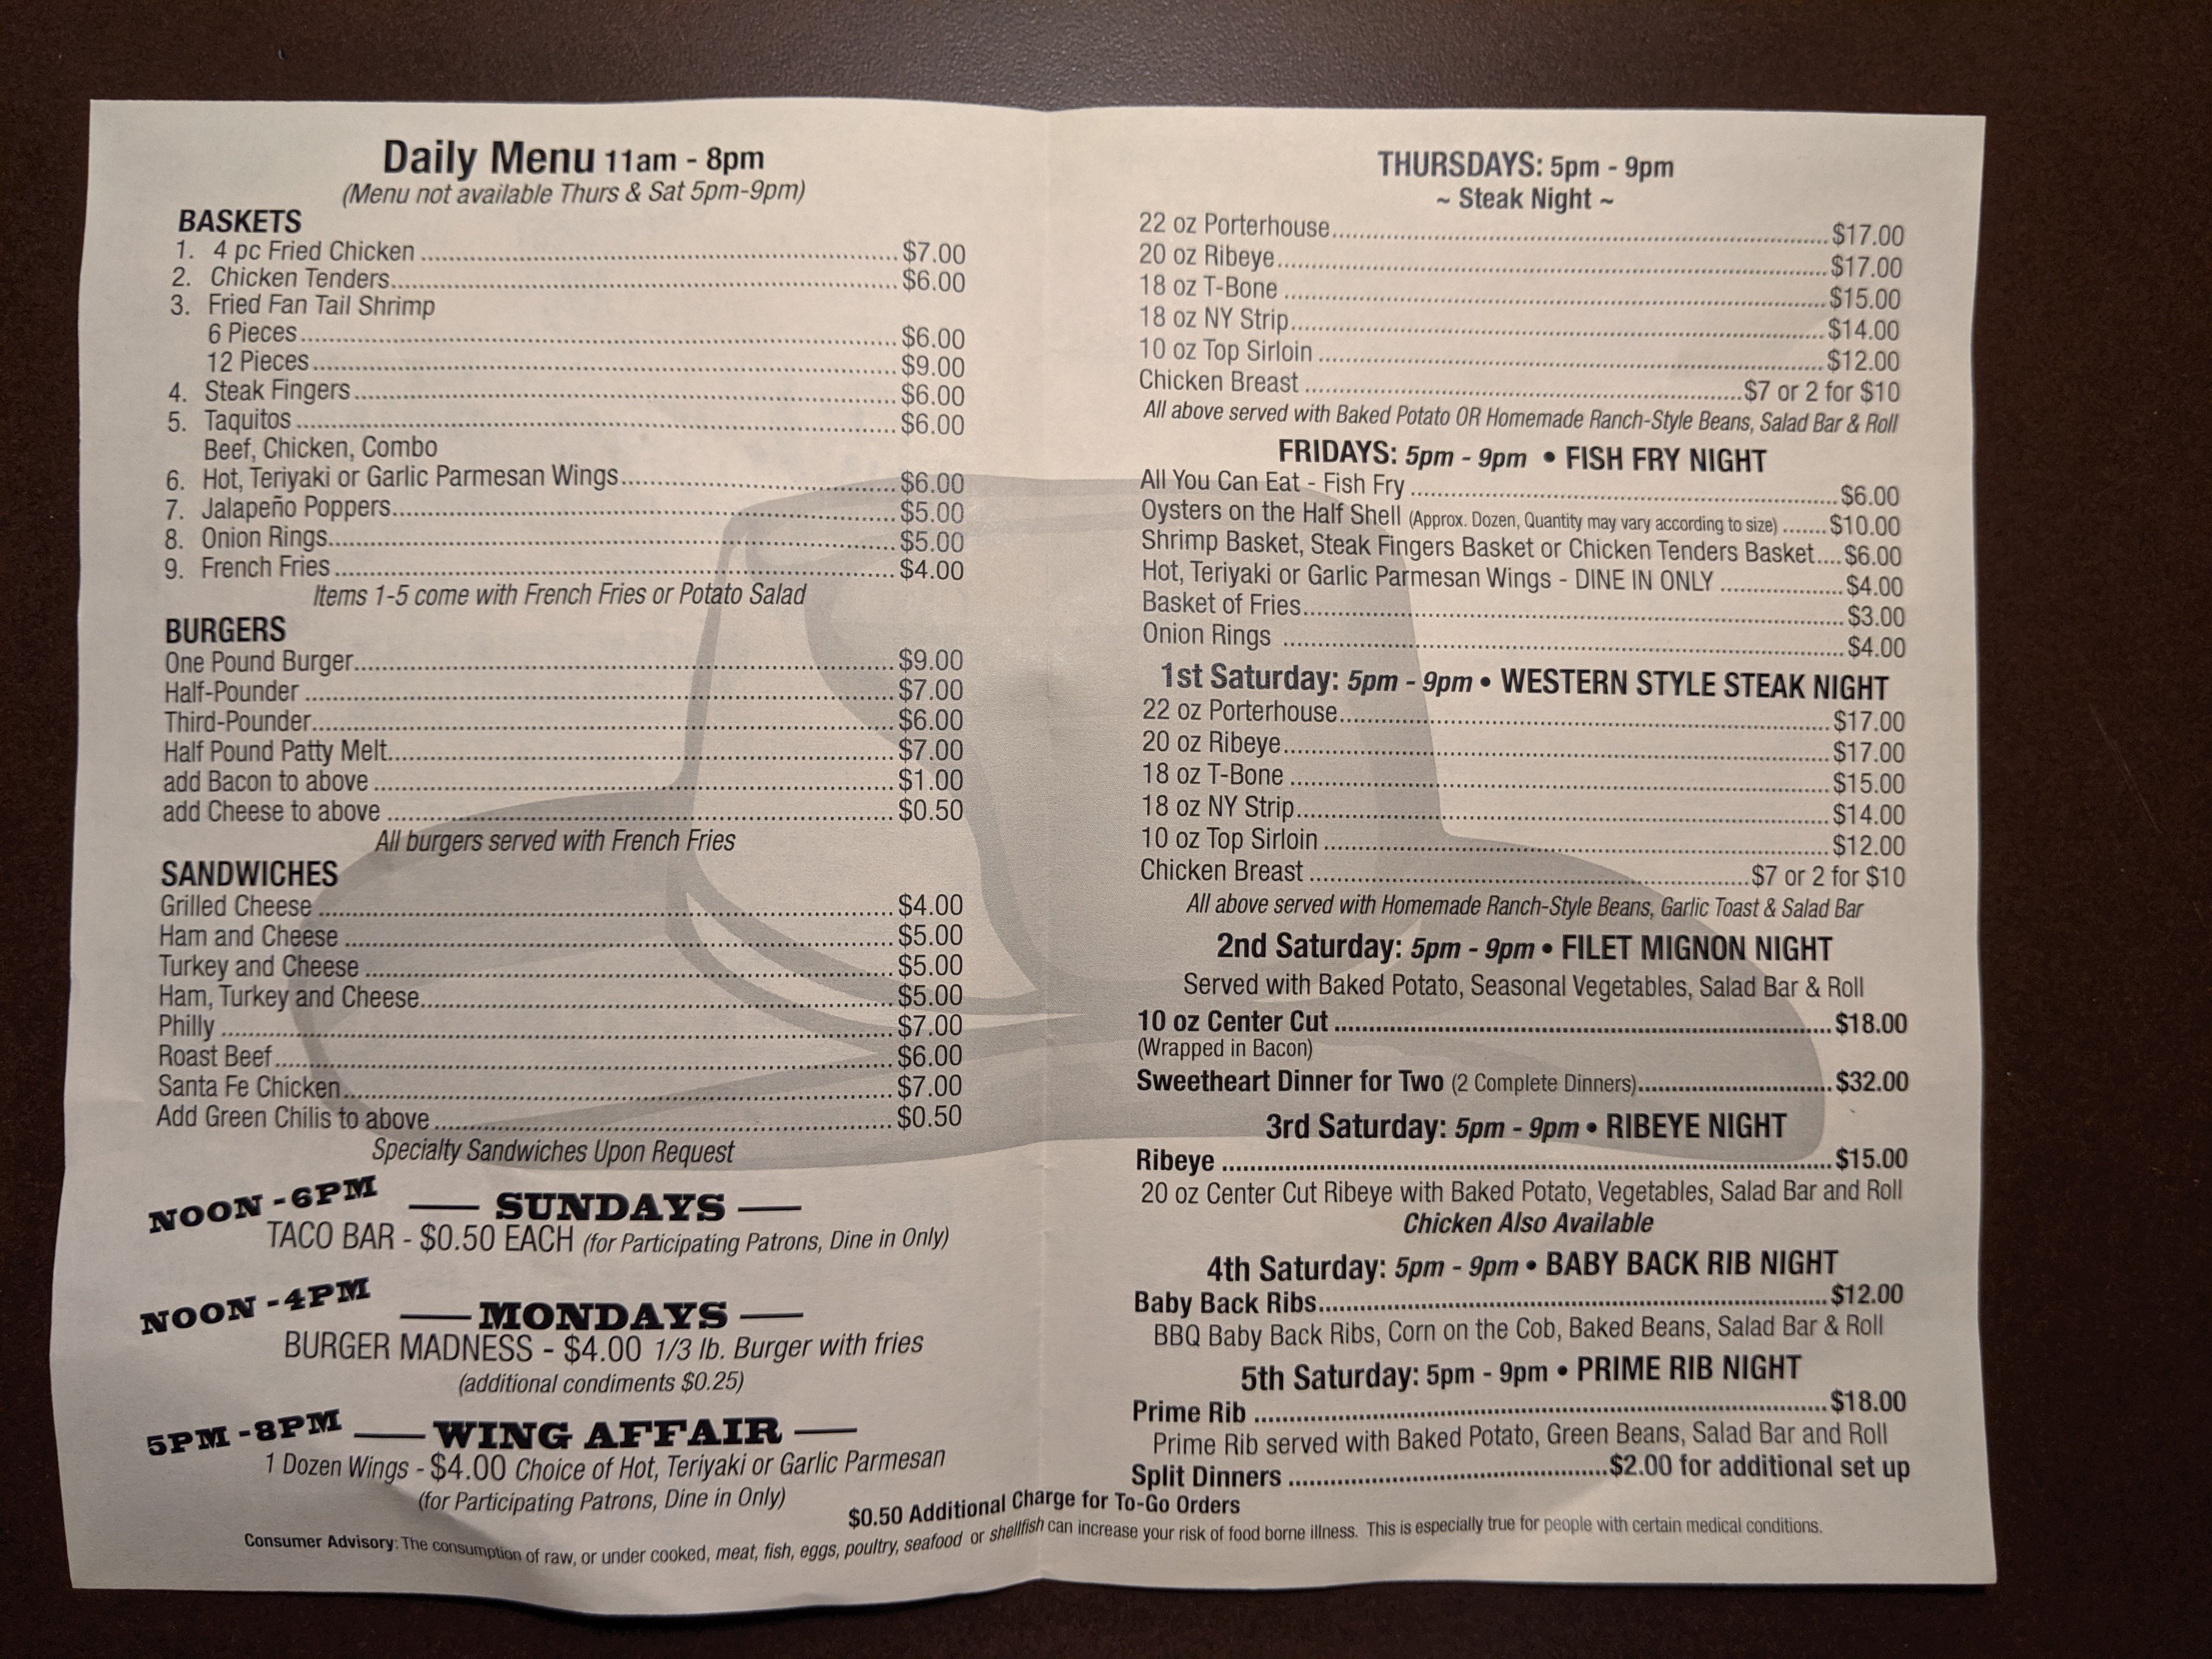 Daily Menu 11am - 8pm
(Menu not available Thurs & Sat 5pm-9pm)
BASKETS
1. 4 pc Fried Chicken ........ $7.00
2. Chicken Tenders ........ $6.00
3. Fried Fan Tail Shrimp
6 Pieces ........ $6.00
12 Pieces ........ $9.00
4. Steak Fingers ........ $6.00
5. Taquitos ........ $6.00
Beef, Chicken, Combo
6. Hot, Teriyaki or Garlic Parmesan Wings ........ $6.00
7. Jalapeño Poppers ........ $5.00
8. Onion Rings ........ $5.00
9. French Fries ........ $4.00
Items 1-5 come with French Fries or Potato Salad
BURGERS
One Pound Burger ........ $9.00
Half-Pounder ........ $7.00
Third-Pounder ........ $6.00
Half Pound Patty Melt ........ $7.00
add Bacon to above ........ $1.00
add Cheese to above ........ $0.50
All burgers served with French Fries
SANDWICHES
Grilled Cheese ........ $4.00
Ham and Cheese ........ $5.00
Turkey and Cheese ........ $5.00
Ham, Turkey and Cheese ........ $5.00
Philly ........ $7.00
Roast Beef ........ $6.00
Santa Fe Chicken ........ $7.00
Add Green Chilis to above ........ $0.50
Specialty Sandwiches Upon Request
NOON - 6PM — SUNDAYS —
TACO BAR - $0.50 EACH (for Participating Patrons, Dine in Only)
NOON - 4PM — MONDAYS —
BURGER MADNESS - $4.00 1/3 lb. Burger with fries
(additional condiments $0.25)
5PM - 8PM — WING AFFAIR —
1 Dozen Wings - $4.00 Choice of Hot, Teriyaki or Garlic Parmesan
(for Participating Patrons, Dine in Only)
THURSDAYS: 5pm - 9pm
~ Steak Night ~
22 oz Porterhouse ........ $17.00
20 oz Ribeye ........ $17.00
18 oz T-Bone ........ $15.00
18 oz NY Strip ........ $14.00
10 oz Top Sirloin ........ $12.00
Chicken Breast ........ $7 or 2 for $10
All above served with Baked Potato OR Homemade Ranch-Style Beans, Salad Bar & Roll
FRIDAYS: 5pm - 9pm • FISH FRY NIGHT
All You Can Eat - Fish Fry ........ $6.00
Oysters on the Half Shell (Approx. Dozen, Quantity may vary according to size) ....... $10.00
Shrimp Basket, Steak Fingers Basket or Chicken Tenders Basket .... $6.00
Hot, Teriyaki or Garlic Parmesan Wings - DINE IN ONLY ........ $4.00
Basket of Fries ........ $3.00
Onion Rings ........ $4.00
1st Saturday: 5pm - 9pm • WESTERN STYLE STEAK NIGHT
22 oz Porterhouse ........ $17.00
20 oz Ribeye ........ $17.00
18 oz T-Bone ........ $15.00
18 oz NY Strip ........ $14.00
10 oz Top Sirloin ........ $12.00
Chicken Breast ........ $7 or 2 for $10
All above served with Homemade Ranch-Style Beans, Garlic Toast & Salad Bar
2nd Saturday: 5pm - 9pm • FILET MIGNON NIGHT
Served with Baked Potato, Seasonal Vegetables, Salad Bar & Roll
10 oz Center Cut ........ $18.00
(Wrapped in Bacon)
Sweetheart Dinner for Two (2 Complete Dinners) ........ $32.00
3rd Saturday: 5pm - 9pm • RIBEYE NIGHT
Ribeye ........ $15.00
20 oz Center Cut Ribeye with Baked Potato, Vegetables, Salad Bar and Roll
Chicken Also Available
4th Saturday: 5pm - 9pm • BABY BACK RIB NIGHT
Baby Back Ribs ........ $12.00
BBQ Baby Back Ribs, Corn on the Cob, Baked Beans, Salad Bar & Roll
5th Saturday: 5pm - 9pm • PRIME RIB NIGHT
Prime Rib ........ $18.00
Prime Rib served with Baked Potato, Green Beans, Salad Bar and Roll
Split Dinners ........ $2.00 for additional set up
$0.50 Additional Charge for To-Go Orders
Consumer Advisory: The consumption of raw, or under cooked, meat, fish, eggs, poultry, seafood or shellfish can increase your risk of food borne illness. This is especially true for people with certain medical conditions.